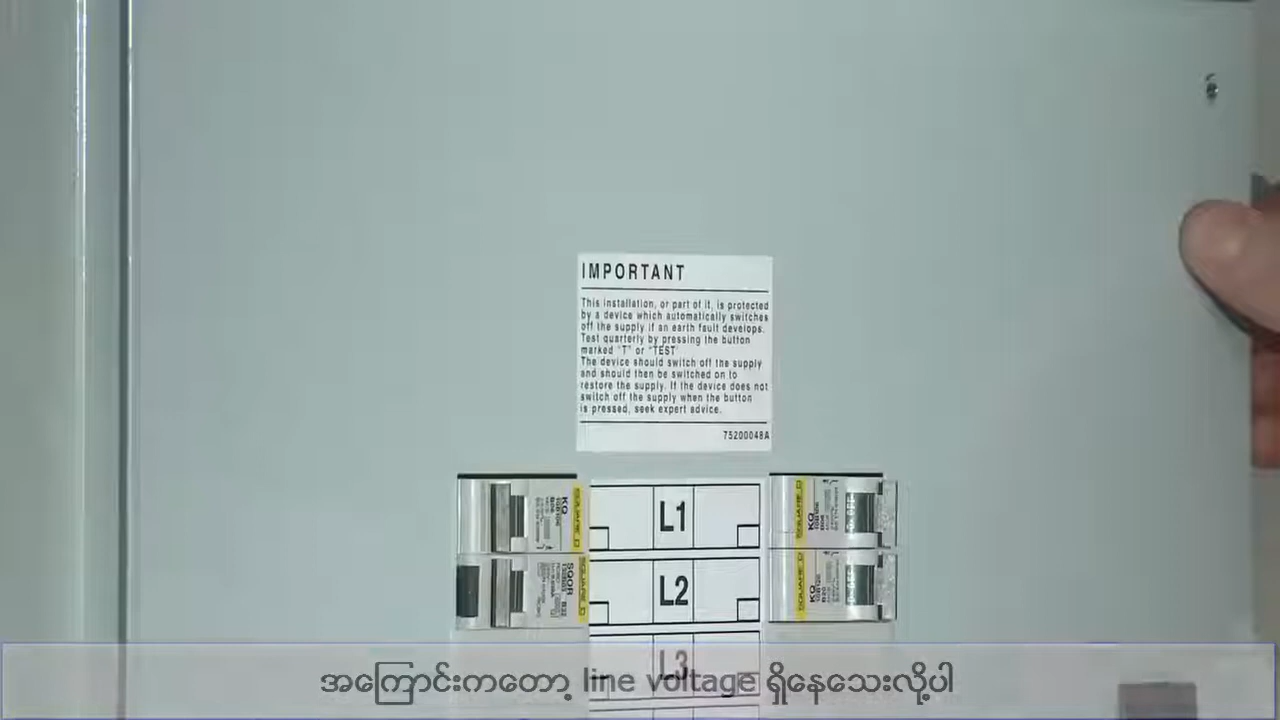 IMPORTANT
This installation, or part of it, is protected
by a device which automatically switches
off the supply if an earth fault develops.
Test quarterly by pressing the button
marked "T" or "TEST"
The device should switch off the supply
and should then be switched on to
restore the supply. If the device does not
switch off the supply when the button
is pressed, seek expert advice.
75200048A
KQ
SQUARE D
L1
SQUARE D
KQ
SQOR
SQUARE D
L2
SQUARE D
KQ
L3
အကြောင်းကတော့ line voltage ရှိနေသေးလို့ပါ